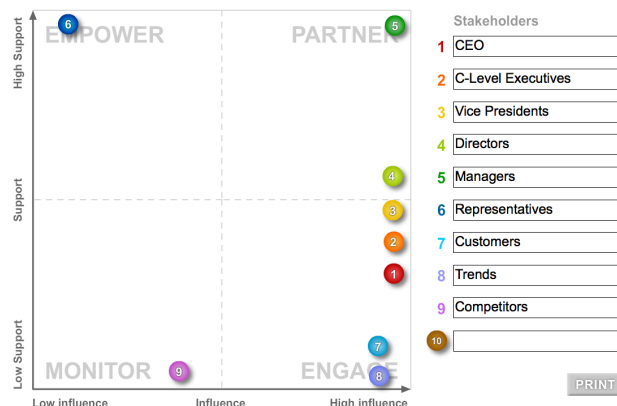 Stakeholders
High Support
Support
Low Support
EMPOWER
PARTNER
MONITOR
ENGAGE
6
5
4
3
2
1
7
8
9
Low influence
Influence
High influence
1 CEO
2 C-Level Executives
3 Vice Presidents
4 Directors
5 Managers
6 Representatives
7 Customers
8 Trends
9 Competitors
10
PRINT